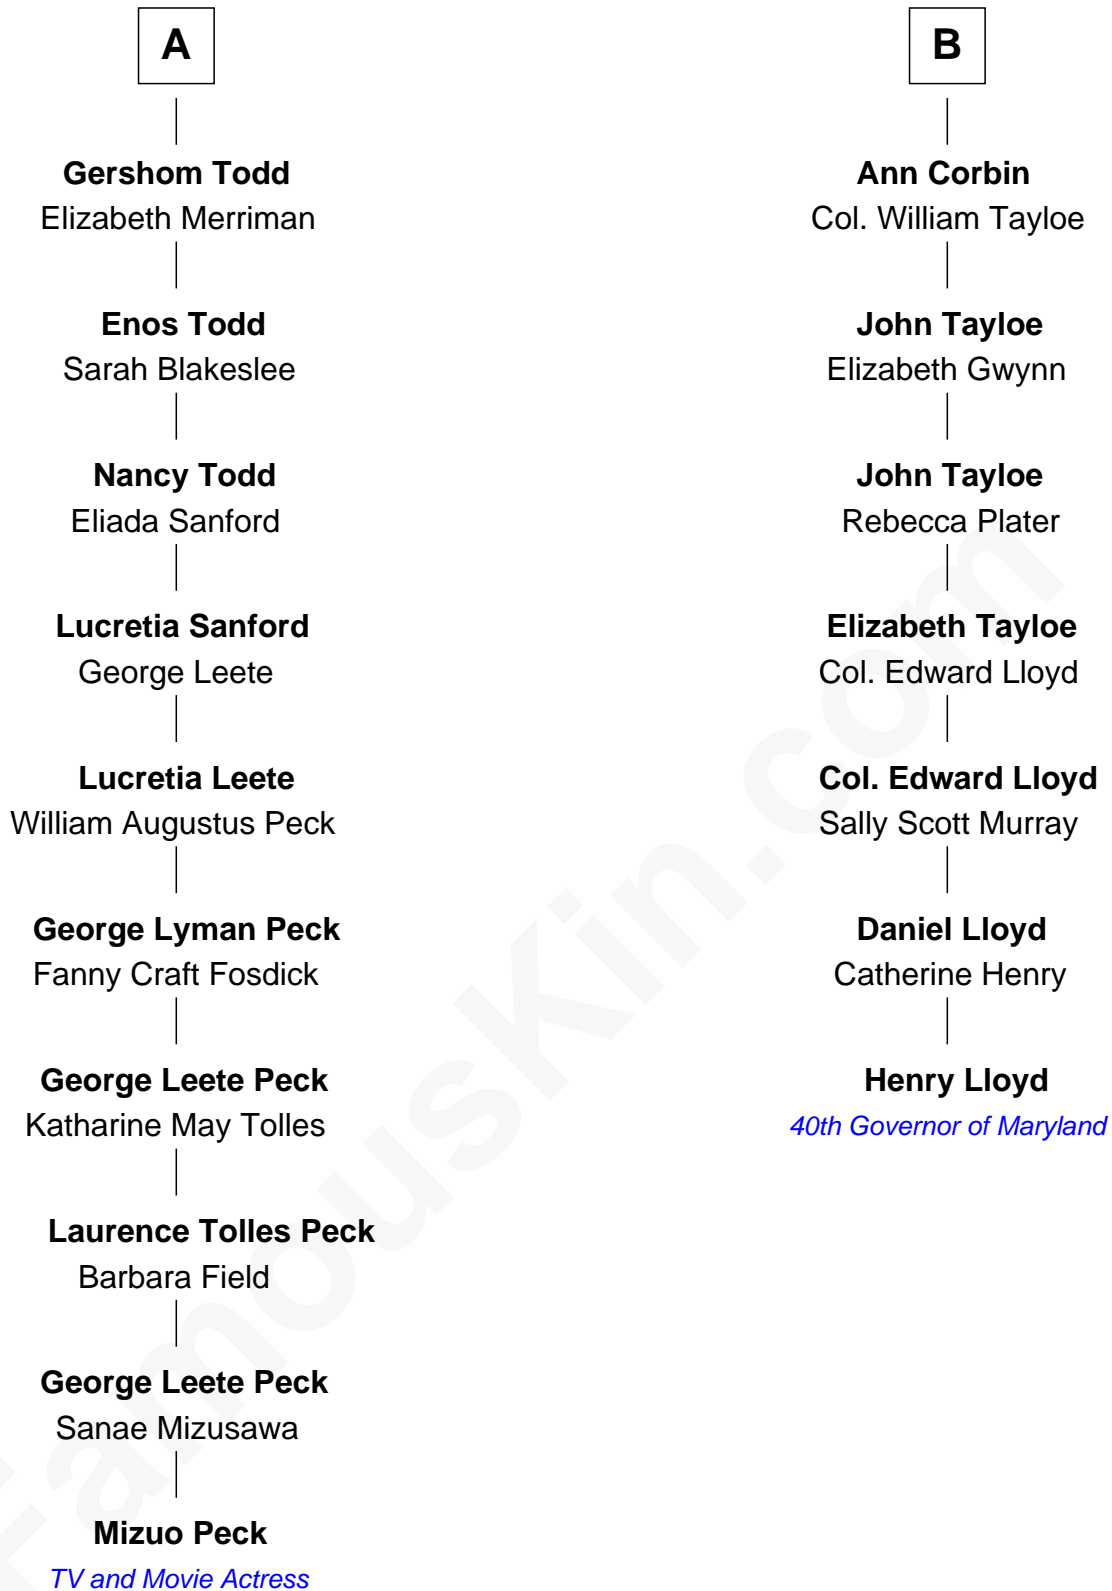 A
Gershom Todd
Elizabeth Merriman
Enos Todd
Sarah Blakeslee
Nancy Todd
Eliada Sanford
Lucretia Sanford
George Leete
Lucretia Leete
William Augustus Peck
George Lyman Peck
Fanny Craft Fosdick
George Leete Peck
Katharine May Tolles
Laurence Tolles Peck
Barbara Field
George Leete Peck
Sanae Mizusawa
Mizuo Peck
TV and Movie Actress
B
Ann Corbin
Col. William Tayloe
John Tayloe
Elizabeth Gwynn
John Tayloe
Rebecca Plater
Elizabeth Tayloe
Col. Edward Lloyd
Col. Edward Lloyd
Sally Scott Murray
Daniel Lloyd
Catherine Henry
Henry Lloyd
40th Governor of Maryland
FamousKin.com